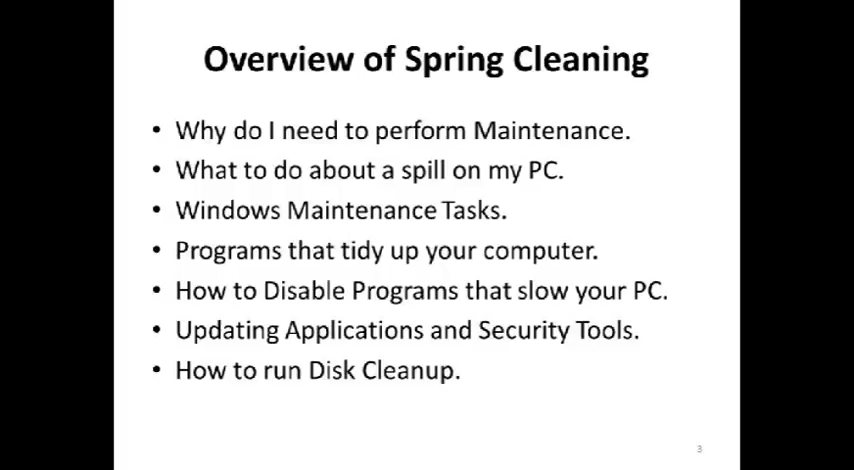 Overview of Spring Cleaning
• Why do I need to perform Maintenance.
• What to do about a spill on my PC.
• Windows Maintenance Tasks.
• Programs that tidy up your computer.
• How to Disable Programs that slow your PC.
• Updating Applications and Security Tools.
• How to run Disk Cleanup.
3